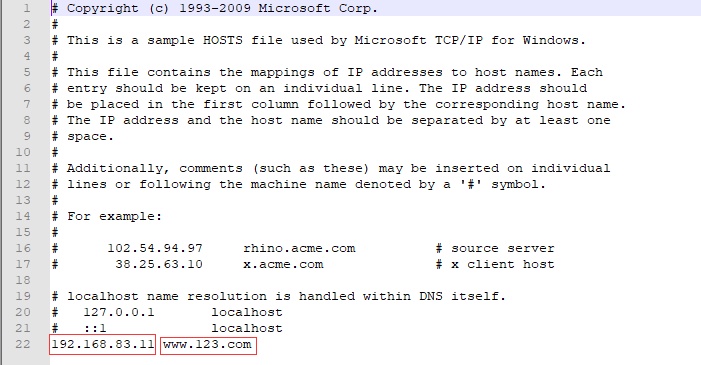 1 # Copyright (c) 1993-2009 Microsoft Corp.
2 #
3 # This is a sample HOSTS file used by Microsoft TCP/IP for Windows.
4 #
5 # This file contains the mappings of IP addresses to host names. Each
6 # entry should be kept on an individual line. The IP address should
7 # be placed in the first column followed by the corresponding host name.
8 # The IP address and the host name should be separated by at least one
9 # space.
10 #
11 # Additionally, comments (such as these) may be inserted on individual
12 # lines or following the machine name denoted by a '#' symbol.
13 #
14 # For example:
15 #
16 #      102.54.94.97     rhino.acme.com          # source server
17 #       38.25.63.10     x.acme.com              # x client host
18
19 # localhost name resolution is handled within DNS itself.
20 #   127.0.0.1       localhost
21 #   ::1             localhost
22 192.168.83.11 www.123.com